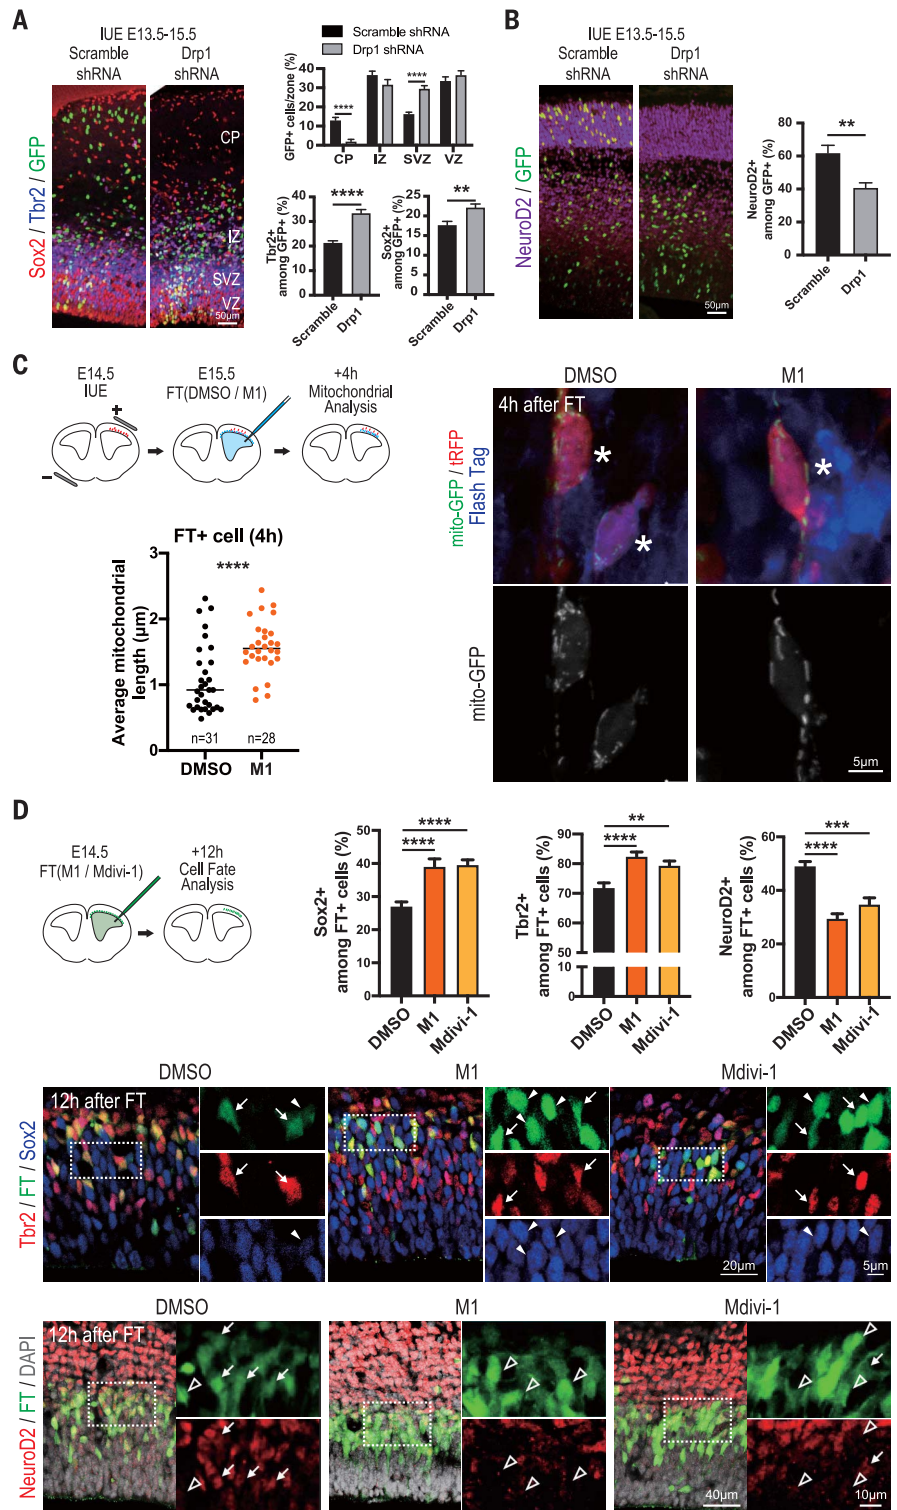 A
IUE E13.5-15.5
Scramble shRNA
Drp1 shRNA
Sox2 / Tbr2 / GFP
CP
IZ
SVZ
VZ
50µm
Scramble shRNA
Drp1 shRNA
GFP+ cells/zone (%)
40
30
20
10
0
****
****
CP IZ SVZ VZ
Tbr2+
among GFP+ (%)
40
30
20
10
0
****
Scramble
Drp1
Sox2+
among GFP+ (%)
25
20
15
10
5
0
**
Scramble
Drp1
B
IUE E13.5-15.5
Scramble shRNA
Drp1 shRNA
NeuroD2 / GFP
50µm
NeuroD2+
among GFP+ (%)
80
60
40
20
0
**
Scramble
Drp1
C
E14.5
IUE
+
–
E15.5
FT(DMSO / M1)
+4h
Mitochondrial
Analysis
FT+ cell (4h)
****
Average mitochondrial
length (µm)
3
2
1
0
n=31
n=28
DMSO
M1
DMSO
M1
mito-GFP / tRFP
Flash Tag
4h after FT
*
*
*
mito-GFP
5µm
D
E14.5
FT(M1 / Mdivi-1)
+12h
Cell Fate
Analysis
Sox2+
among FT+ cells (%)
50
40
30
20
10
0
****
****
DMSO
M1
Mdivi-1
Tbr2+
among FT+ cells (%)
90
80
70
60
50
10
0
**
****
DMSO
M1
Mdivi-1
NeuroD2+
among FT+ cells (%)
60
40
20
0
***
****
DMSO
M1
Mdivi-1
DMSO
M1
Mdivi-1
Tbr2 / FT / Sox2
12h after FT
20µm
5µm
DMSO
M1
Mdivi-1
NeuroD2 / FT / DAPI
12h after FT
40µm
10µm